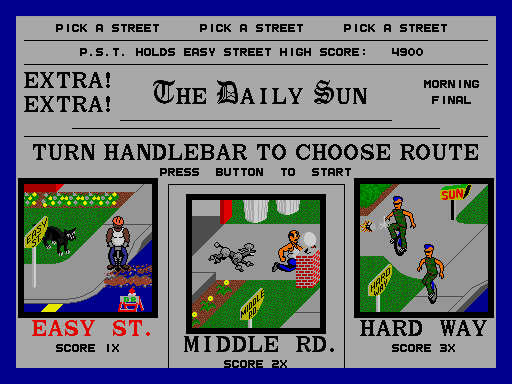 PICK A STREET PICK A STREET PICK A STREET
P.S.T. HOLDS EASY STREET HIGH SCORE: 4900
EXTRA!
EXTRA!
THE DAILY SUN
MORNING
FINAL
TURN HANDLEBAR TO CHOOSE ROUTE
PRESS BUTTON TO START
EASY
ST.
MIDDLE
RD.
SUN
HARD
WAY
EASY ST.
SCORE 1X
MIDDLE RD.
SCORE 2X
HARD WAY
SCORE 3X